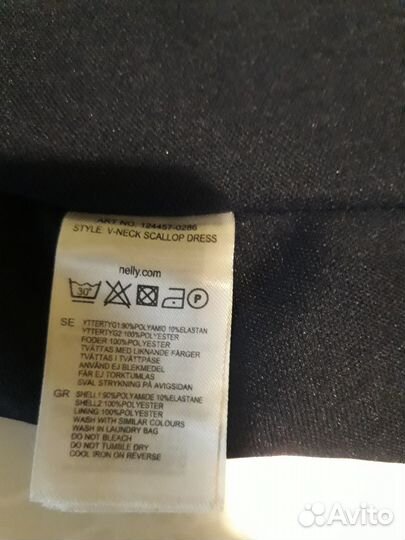 ART NO. 124457-0286
STYLE V-NECK SCALLOP DRESS
nelly.com
30°
P
SE YTTERTYG1:90%POLYAMID 10%ELASTAN
YTTERTYG2:100%POLYESTER
FODER 100%POLYESTER
TVÄTTAS MED LIKNANDE FÄRGER
TVÄTTAS I TVÄTTPÅSE
ANVÄND EJ BLEKMEDEL
FÅR EJ TORKTUMLAS
SVAL STRYKNING PÅ AVIGSIDAN
GR SHELL1:90%POLYAMIDE 10%ELASTANE
SHELL2:100%POLYESTER
LINING 100%POLYESTER
WASH WITH SIMILAR COLOURS
WASH IN LAUNDRY BAG
DO NOT BLEACH
DO NOT TUMBLE DRY
COOL IRON ON REVERSE
Avito